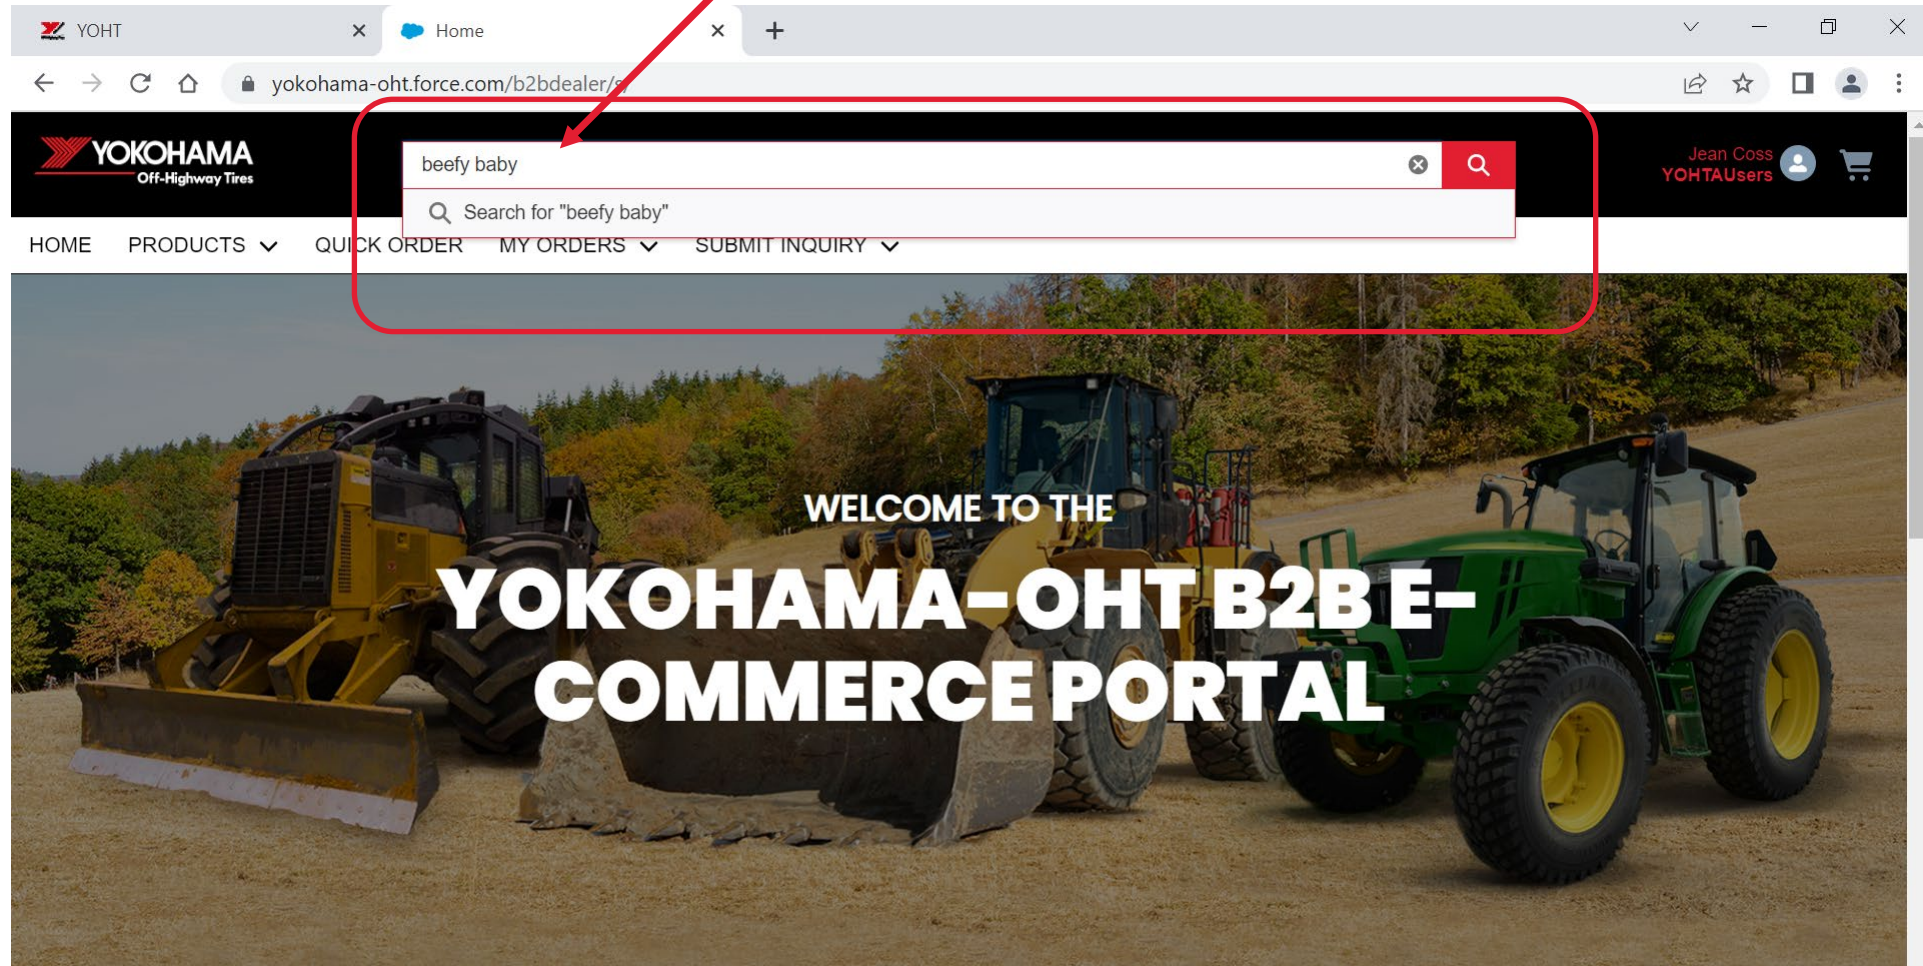 YOHT
Home
yokohama-oht.force.com/b2bdealer/s/
YOKOHAMA
Off-Highway Tires
beefy baby
Search for "beefy baby"
Jean Coss
YOHTAUsers
HOME PRODUCTS QUICK ORDER MY ORDERS SUBMIT INQUIRY
WELCOME TO THE
YOKOHAMA-OHT B2B E-
COMMERCE PORTAL